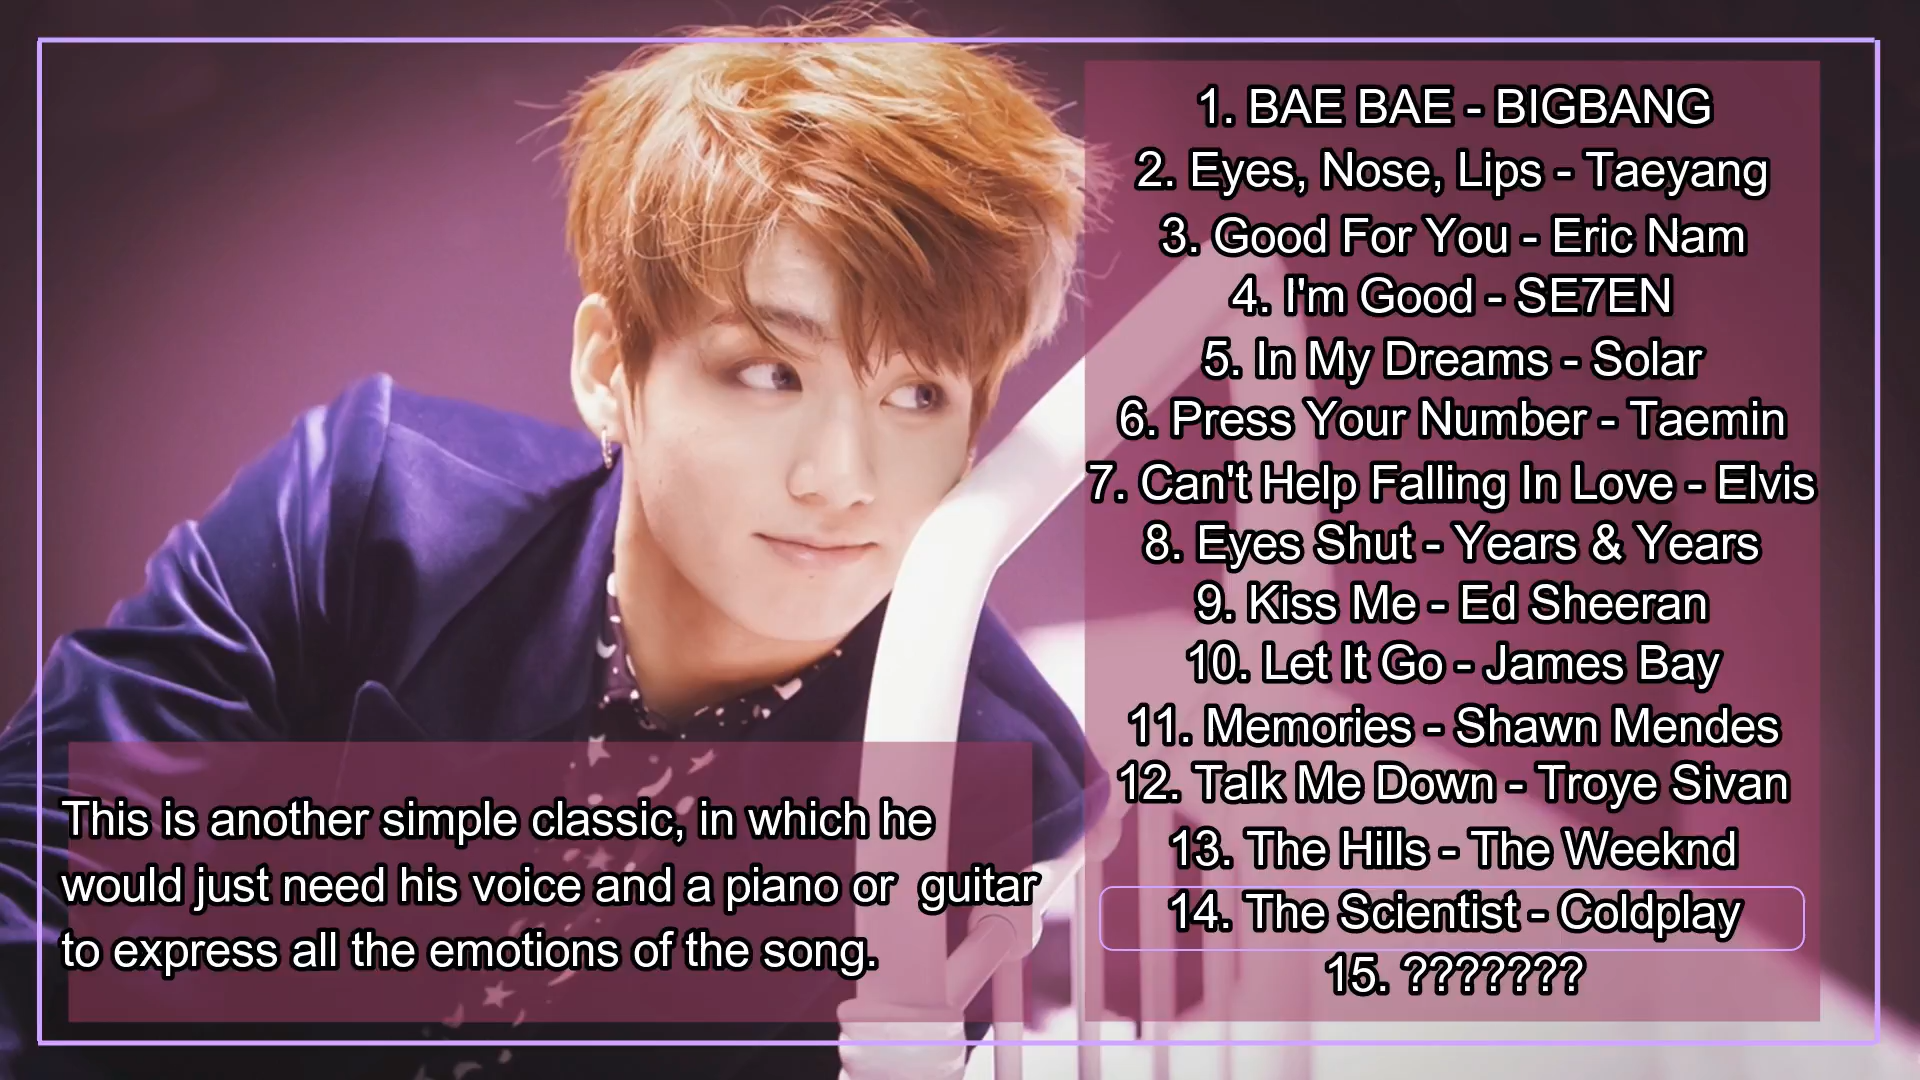 1. BAE BAE - BIGBANG
2. Eyes, Nose, Lips - Taeyang
3. Good For You - Eric Nam
4. I'm Good - SE7EN
5. In My Dreams - Solar
6. Press Your Number - Taemin
7. Can't Help Falling In Love - Elvis
8. Eyes Shut - Years & Years
9. Kiss Me - Ed Sheeran
10. Let It Go - James Bay
11. Memories - Shawn Mendes
12. Talk Me Down - Troye Sivan
13. The Hills - The Weeknd
14. The Scientist - Coldplay
15. ???????
This is another simple classic, in which he
would just need his voice and a piano or  guitar
to express all the emotions of the song.